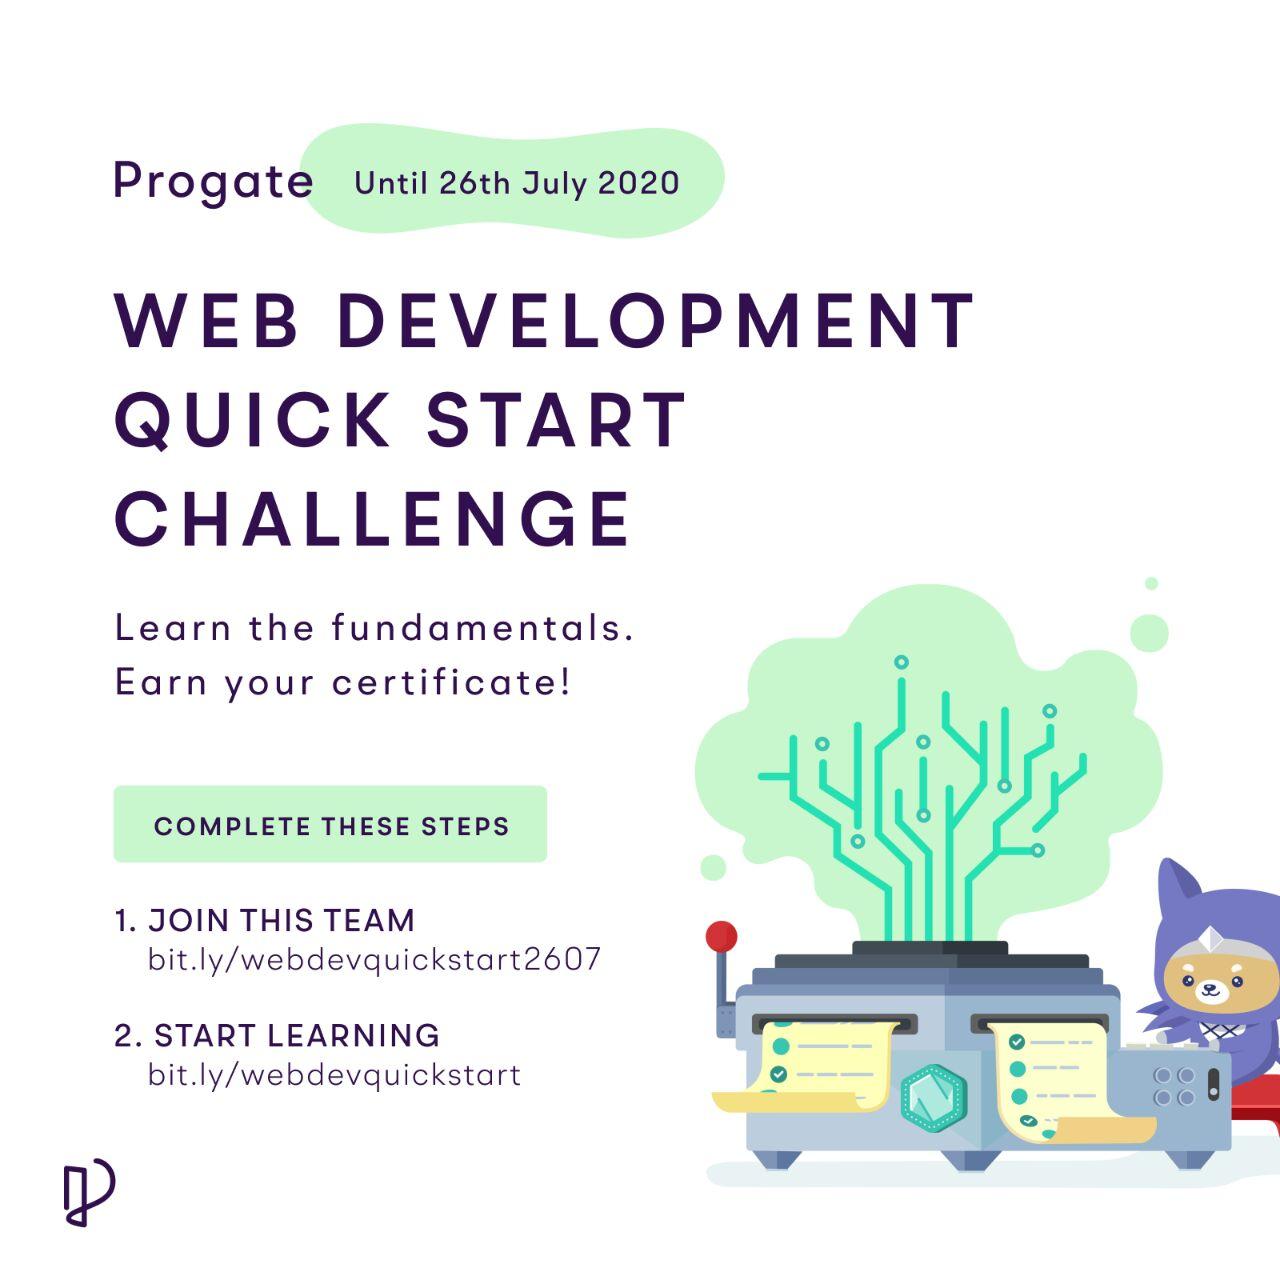 Progate Until 26th July 2020
WEB DEVELOPMENT
QUICK START
CHALLENGE
Learn the fundamentals.
Earn your certificate!
COMPLETE THESE STEPS
1. JOIN THIS TEAM
bit.ly/webdevquickstart2607
2. START LEARNING
bit.ly/webdevquickstart